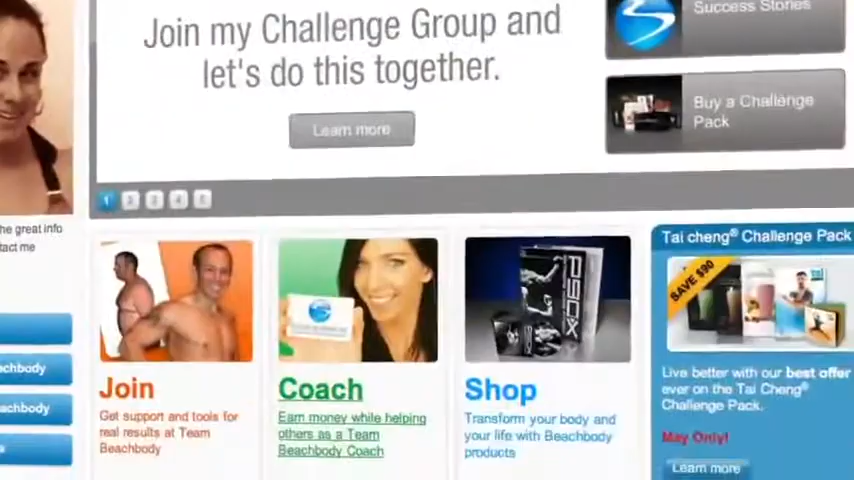 Join my Challenge Group and
let's do this together.
Learn more
Success Stories
Buy a Challenge
Pack
1 2 3 4 5
the great info
tact me
achbody
achbody
Join
Get support and tools for
real results at Team
Beachbody
Coach
Earn money while helping
others as a Team
Beachbody Coach
P90X
Shop
Transform your body and
your life with Beachbody
products
Tai cheng® Challenge Pack
SAVE $90
Live better with our best offer
ever on the Tai Cheng®
Challenge Pack.
May Only!
Learn more